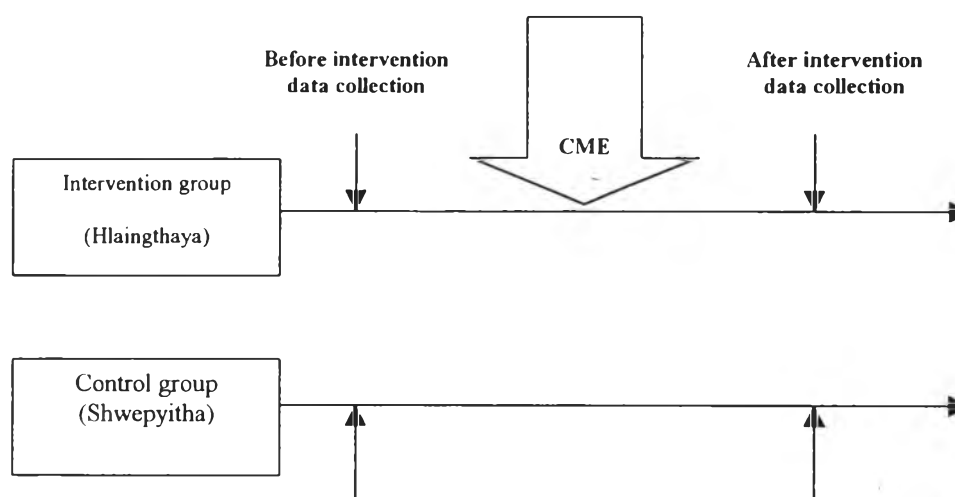 Before intervention
data collection
After intervention
data collection
CME
Intervention group
(Hlaingthaya)
Control group
(Shwepyitha)